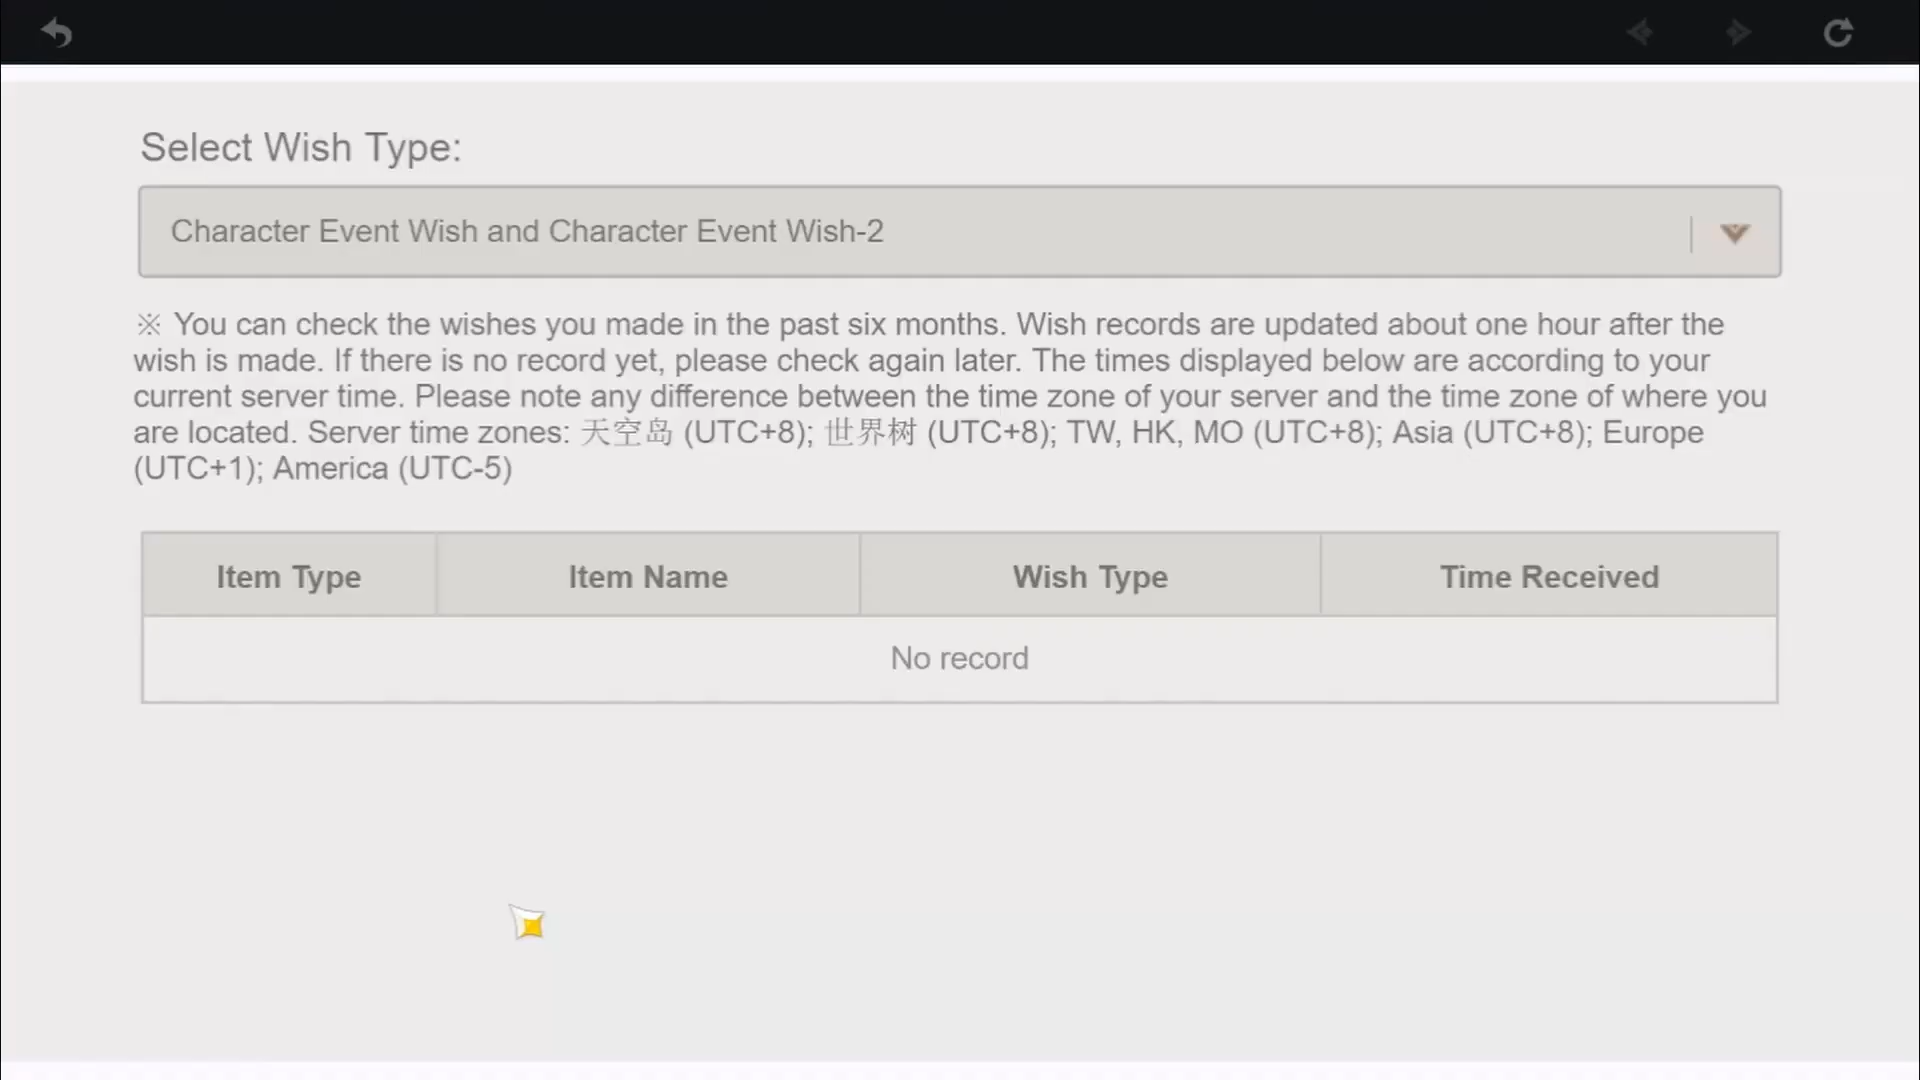 Select Wish Type:
Character Event Wish and Character Event Wish-2
※ You can check the wishes you made in the past six months. Wish records are updated about one hour after the
wish is made. If there is no record yet, please check again later. The times displayed below are according to your
current server time. Please note any difference between the time zone of your server and the time zone of where you
are located. Server time zones: 天空岛 (UTC+8); 世界树 (UTC+8); TW, HK, MO (UTC+8); Asia (UTC+8); Europe
(UTC+1); America (UTC-5)
Item Type Item Name Wish Type Time Received
No record